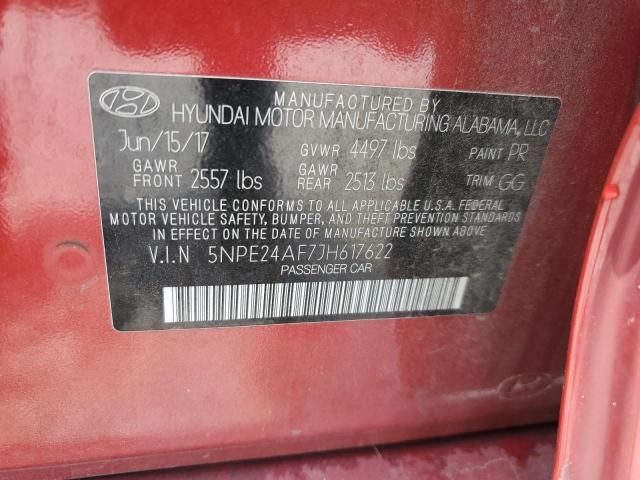 MANUFACTURED BY
HYUNDAI MOTOR MANUFACTURING ALABAMA, LLC
Jun/15/17 GVWR 4497 lbs PAINT PR
GAWR FRONT 2557 lbs GAWR REAR 2513 lbs TRIM GG
THIS VEHICLE CONFORMS TO ALL APPLICABLE U.S.A. FEDERAL
MOTOR VEHICLE SAFETY, BUMPER, AND THEFT PREVENTION STANDARDS
IN EFFECT ON THE DATE OF MANUFACTURE SHOWN ABOVE.
V.I.N 5NPE24AF7JH617622
PASSENGER CAR